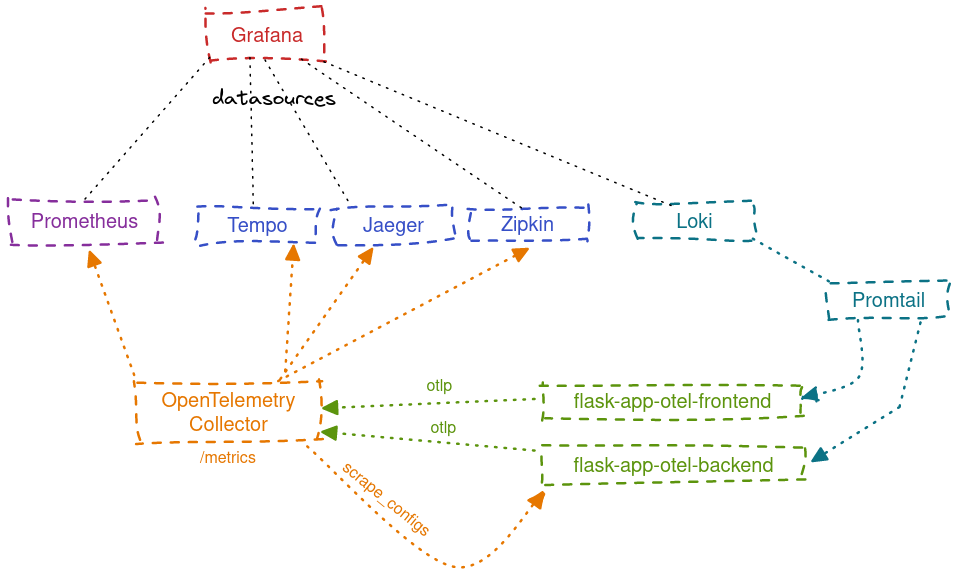 Grafana
datasources
Prometheus
Tempo
Jaeger
Zipkin
Loki
Promtail
OpenTelemetry
Collector
/metrics
otlp
flask-app-otel-frontend
otlp
flask-app-otel-backend
scrape_configs